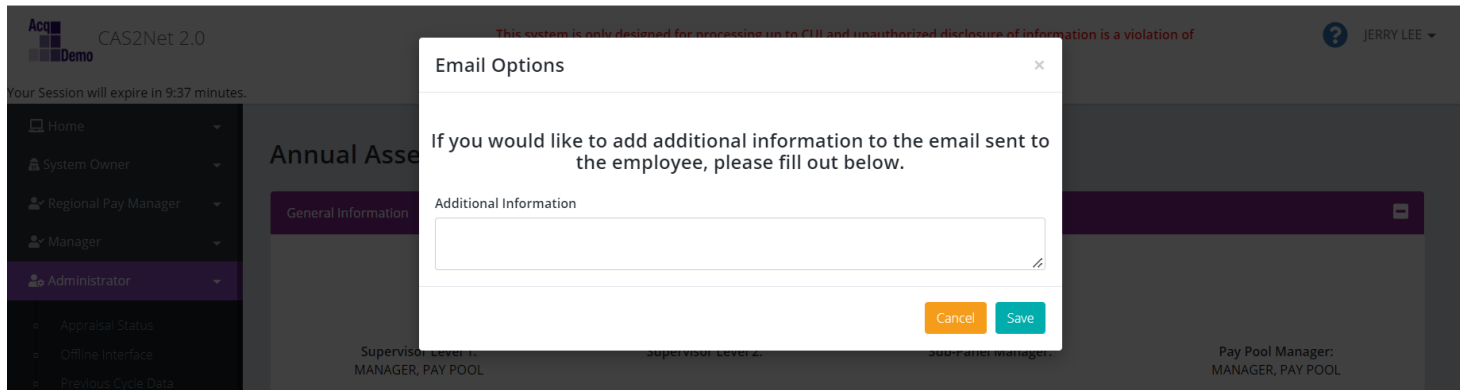 Acq
Demo
CAS2Net 2.0
This system is only designed for processing up to CUI and unauthorized disclosure of information is a violation of
JERRY LEE
Your Session will expire in 9:37 minutes.
Home
System Owner
Regional Pay Manager
Manager
Administrator
Appraisal Status
Offline Interface
Previous Cycle Data
Annual Asse
General Information
Email Options
×
If you would like to add additional information to the email sent to
the employee, please fill out below.
Additional Information
Cancel
Save
Supervisor Level 1:
MANAGER, PAY POOL
Supervisor Level 2:
Sub-Panel Manager:
Pay Pool Manager:
MANAGER, PAY POOL